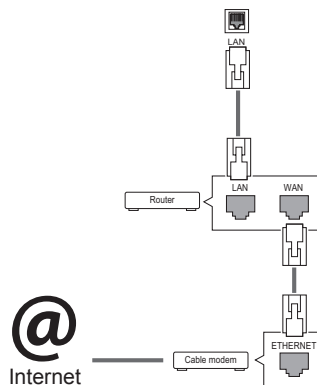 LAN
LAN
WAN
Router
@
ETHERNET
Cable modem
Internet